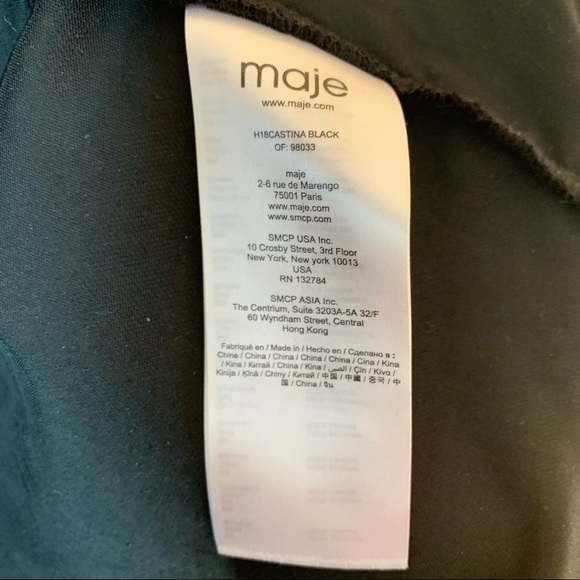 maje
www.maje.com
H18CASTINA BLACK
OF: 98033
maje
2-6 rue de Marengo
75001 Paris
www.maje.com
www.smcp.com
SMCP USA Inc.
10 Crosby Street, 3rd Floor
New York, New york 10013
USA
RN 132784
SMCP ASIA Inc.
The Centrium, Suite 3203A-5A 32/F
60 Wyndham Street, Central
Hong Kong
Fabriqué en / Made in / Hecho en / Сделано в :
Chine / China / China / China / China / Cina / Kina
/ Kina / Китай / China / Kina / الصين / Çin / Kiva /
Kinija / Ķīnā / Chiny / Китай / 中国 / 中國 / 중국 / 中
国 / China / จีน